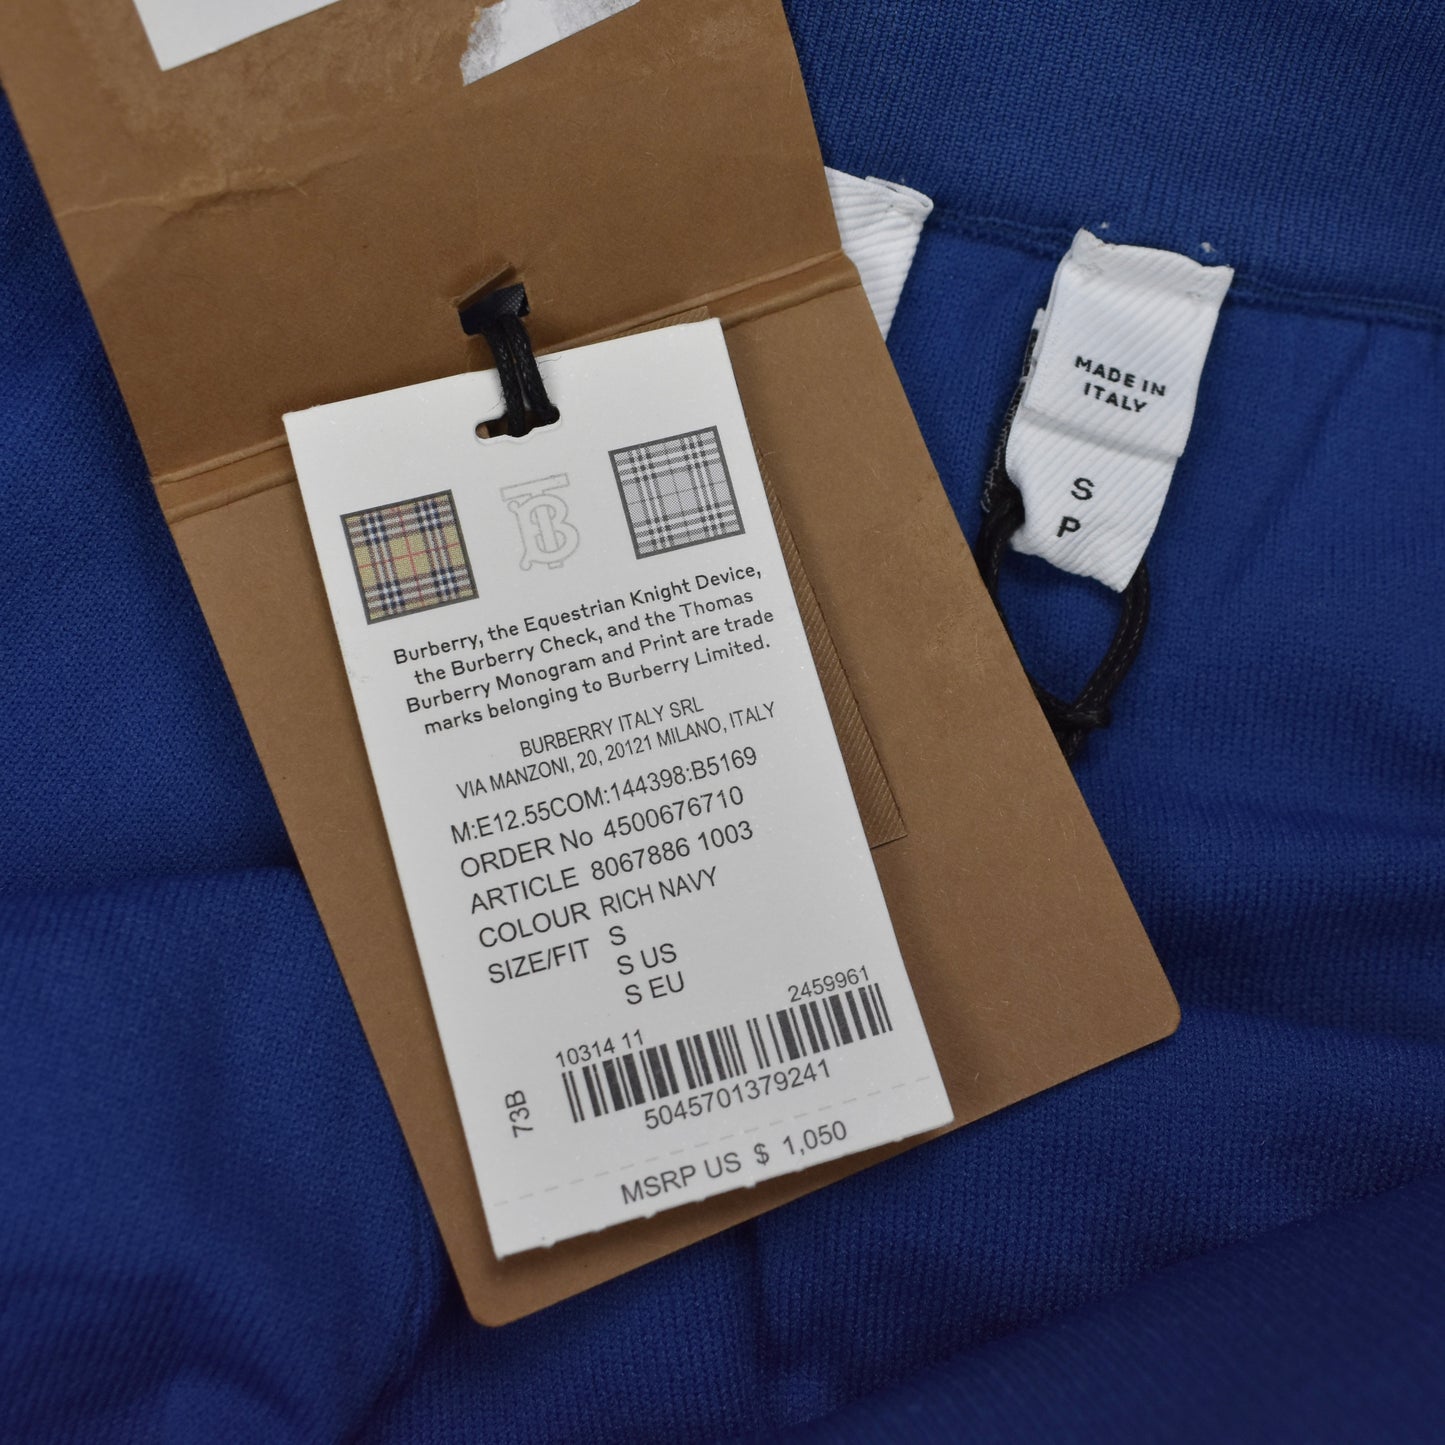 Burberry, the Equestrian Knight Device,
the Burberry Check, and the Thomas
Burberry Monogram and Print are trade
marks belonging to Burberry Limited.
BURBERRY ITALY SRL
VIA MANZONI, 20, 20121 MILANO, ITALY
M:E12.55COM:144398:B5169
ORDER No 4500676710
ARTICLE 8067886 1003
COLOUR RICH NAVY
SIZE/FIT S
S US
S EU
10314 11 2459961
73B
5045701379241
MSRP US $ 1,050
MADE IN
ITALY
S
P